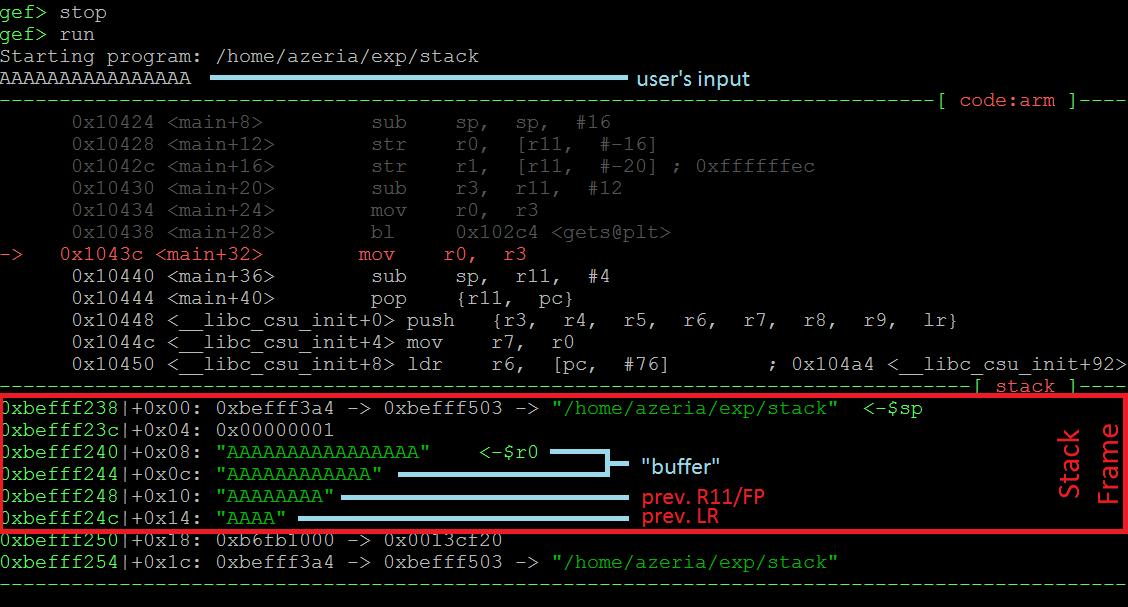 gef> stop
gef> run
Starting program: /home/azeria/exp/stack
AAAAAAAAAAAAAAAA user's input
[ code:arm ]
0x10424 <main+8> sub sp, sp, #16
0x10428 <main+12> str r0, [r11, #-16]
0x1042c <main+16> str r1, [r11, #-20] ; 0xffffffec
0x10430 <main+20> sub r3, r11, #12
0x10434 <main+24> mov r0, r3
0x10438 <main+28> bl 0x102c4 <gets@plt>
-> 0x1043c <main+32> mov r0, r3
0x10440 <main+36> sub sp, r11, #4
0x10444 <main+40> pop {r11, pc}
0x10448 <__libc_csu_init+0> push {r3, r4, r5, r6, r7, r8, r9, lr}
0x1044c <__libc_csu_init+4> mov r7, r0
0x10450 <__libc_csu_init+8> ldr r6, [pc, #76] ; 0x104a4 <__libc_csu_init+92>
[ stack ]
0xbefff238|+0x00: 0xbefff3a4 -> 0xbefff503 -> "/home/azeria/exp/stack" <-$sp
0xbefff23c|+0x04: 0x00000001
0xbefff240|+0x08: "AAAAAAAAAAAAAAAA" <-$r0
0xbefff244|+0x0c: "AAAAAAAAAAAA" "buffer"
0xbefff248|+0x10: "AAAAAAAA" prev. R11/FP
0xbefff24c|+0x14: "AAAA" prev. LR
Stack
Frame
0xbefff250|+0x18: 0xb6fb1000 -> 0x0013cf20
0xbefff254|+0x1c: 0xbefff3a4 -> 0xbefff503 -> "/home/azeria/exp/stack"